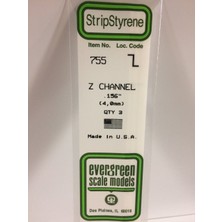 StripStyrene
Item No. Loc. Code
755 Z
Z CHANNEL
.156"
(4,0mm)
QTY 3
Made in U.S.A.
evergreen
scale models
Des Plaines, IL 60018